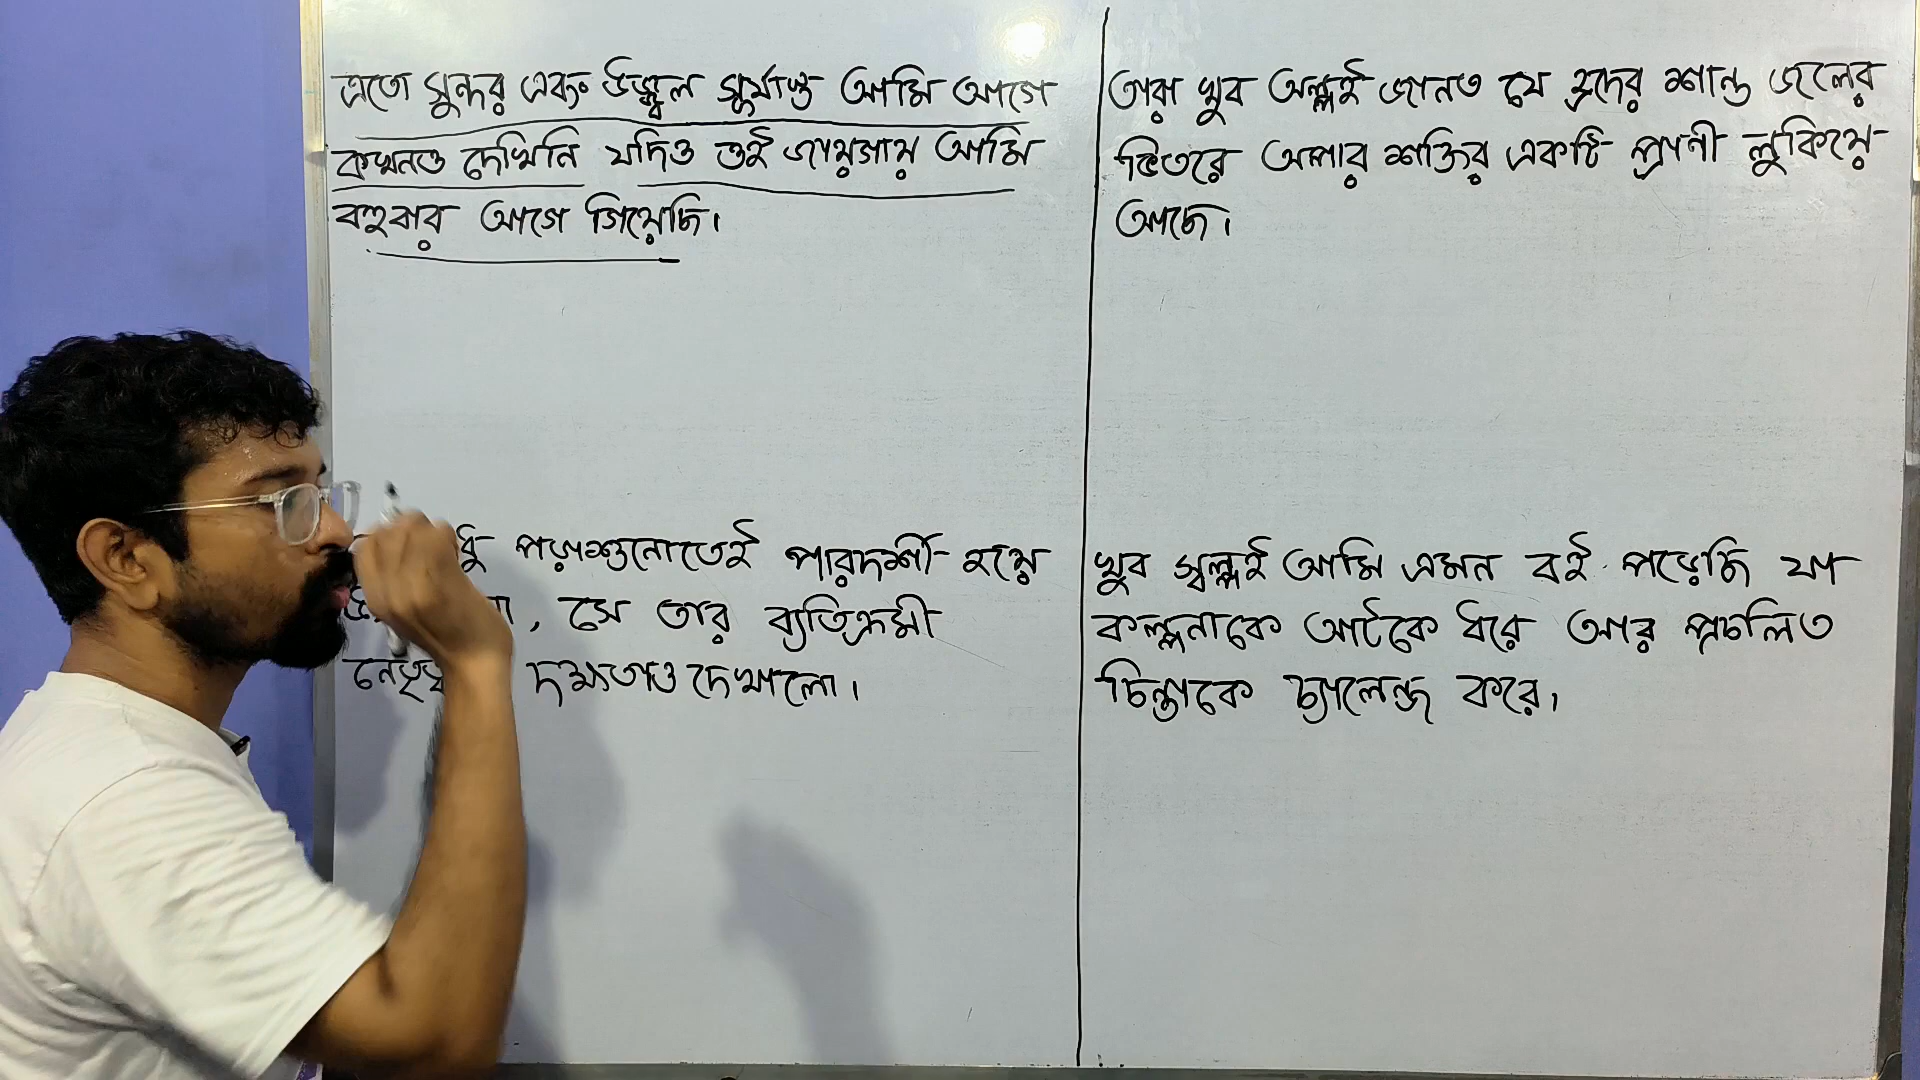 এতো সুন্দর এবং উজ্জ্বল সূর্যাস্ত আমি আগে
কখনও দেখিনি যদিও ওই জায়গায় আমি
বহুবার আগে গিয়েছি।
তারা খুব অল্পই জানত যে হ্রদের শান্ত জলের
ভিতরে অপার শক্তির একটি প্রাণী লুকিয়ে
আছে।
পড়াশুনোতেই পারদর্শী হয়ে
, সে তার ব্যতিক্রমী
দক্ষতাও দেখালো।
খুব স্বল্পই আমি এমন বই পড়েছি যা
কল্পনাকে আটকে ধরে আর প্রচলিত
চিন্তাকে চ্যালেন্জ করে।